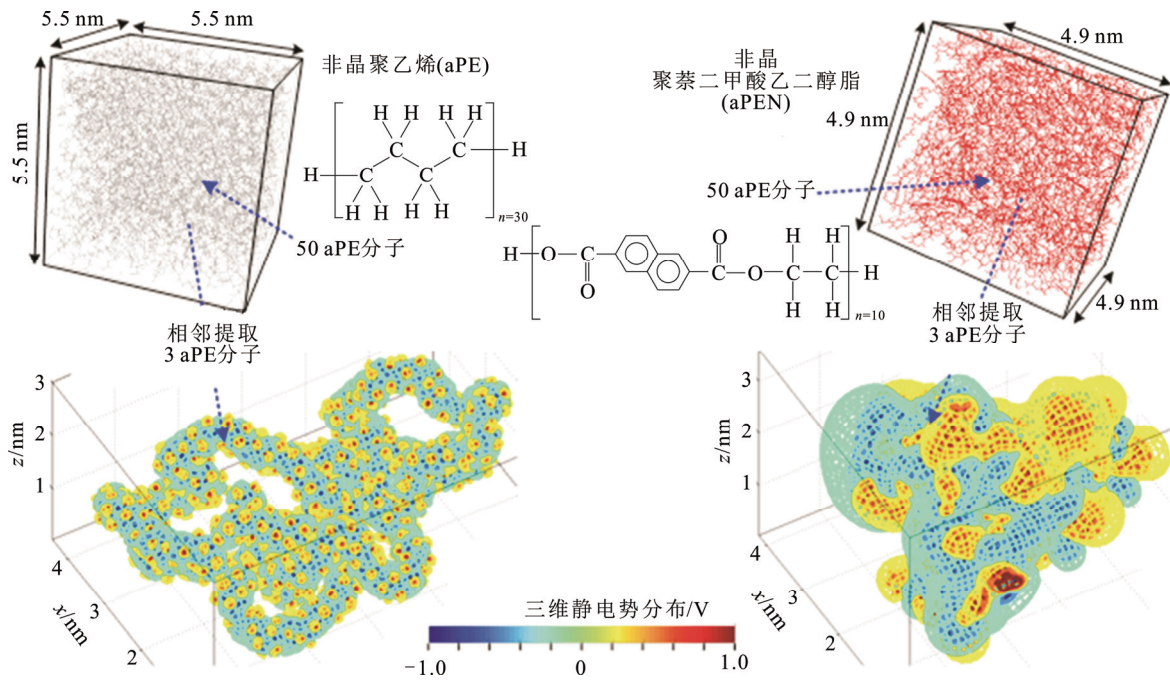 5.5 nm
5.5 nm
5.5 nm
非晶聚乙烯(aPE)
H H H H
C C
H C C H
H H H H
n=30
50 aPE分子
相邻提取
3 aPE分子
非晶
聚萘二甲酸乙二醇脂
(aPEN)
4.9 nm
4.9 nm
4.9 nm
50 aPE分子
O H H
H O C C O C H
O H H
n=10
相邻提取
3 aPE分子
3
2
1
z/nm
4
3
2
x/nm
三维静电势分布/V
−1.0 0 1.0
3
2
1
z/nm
4
3
2
x/nm